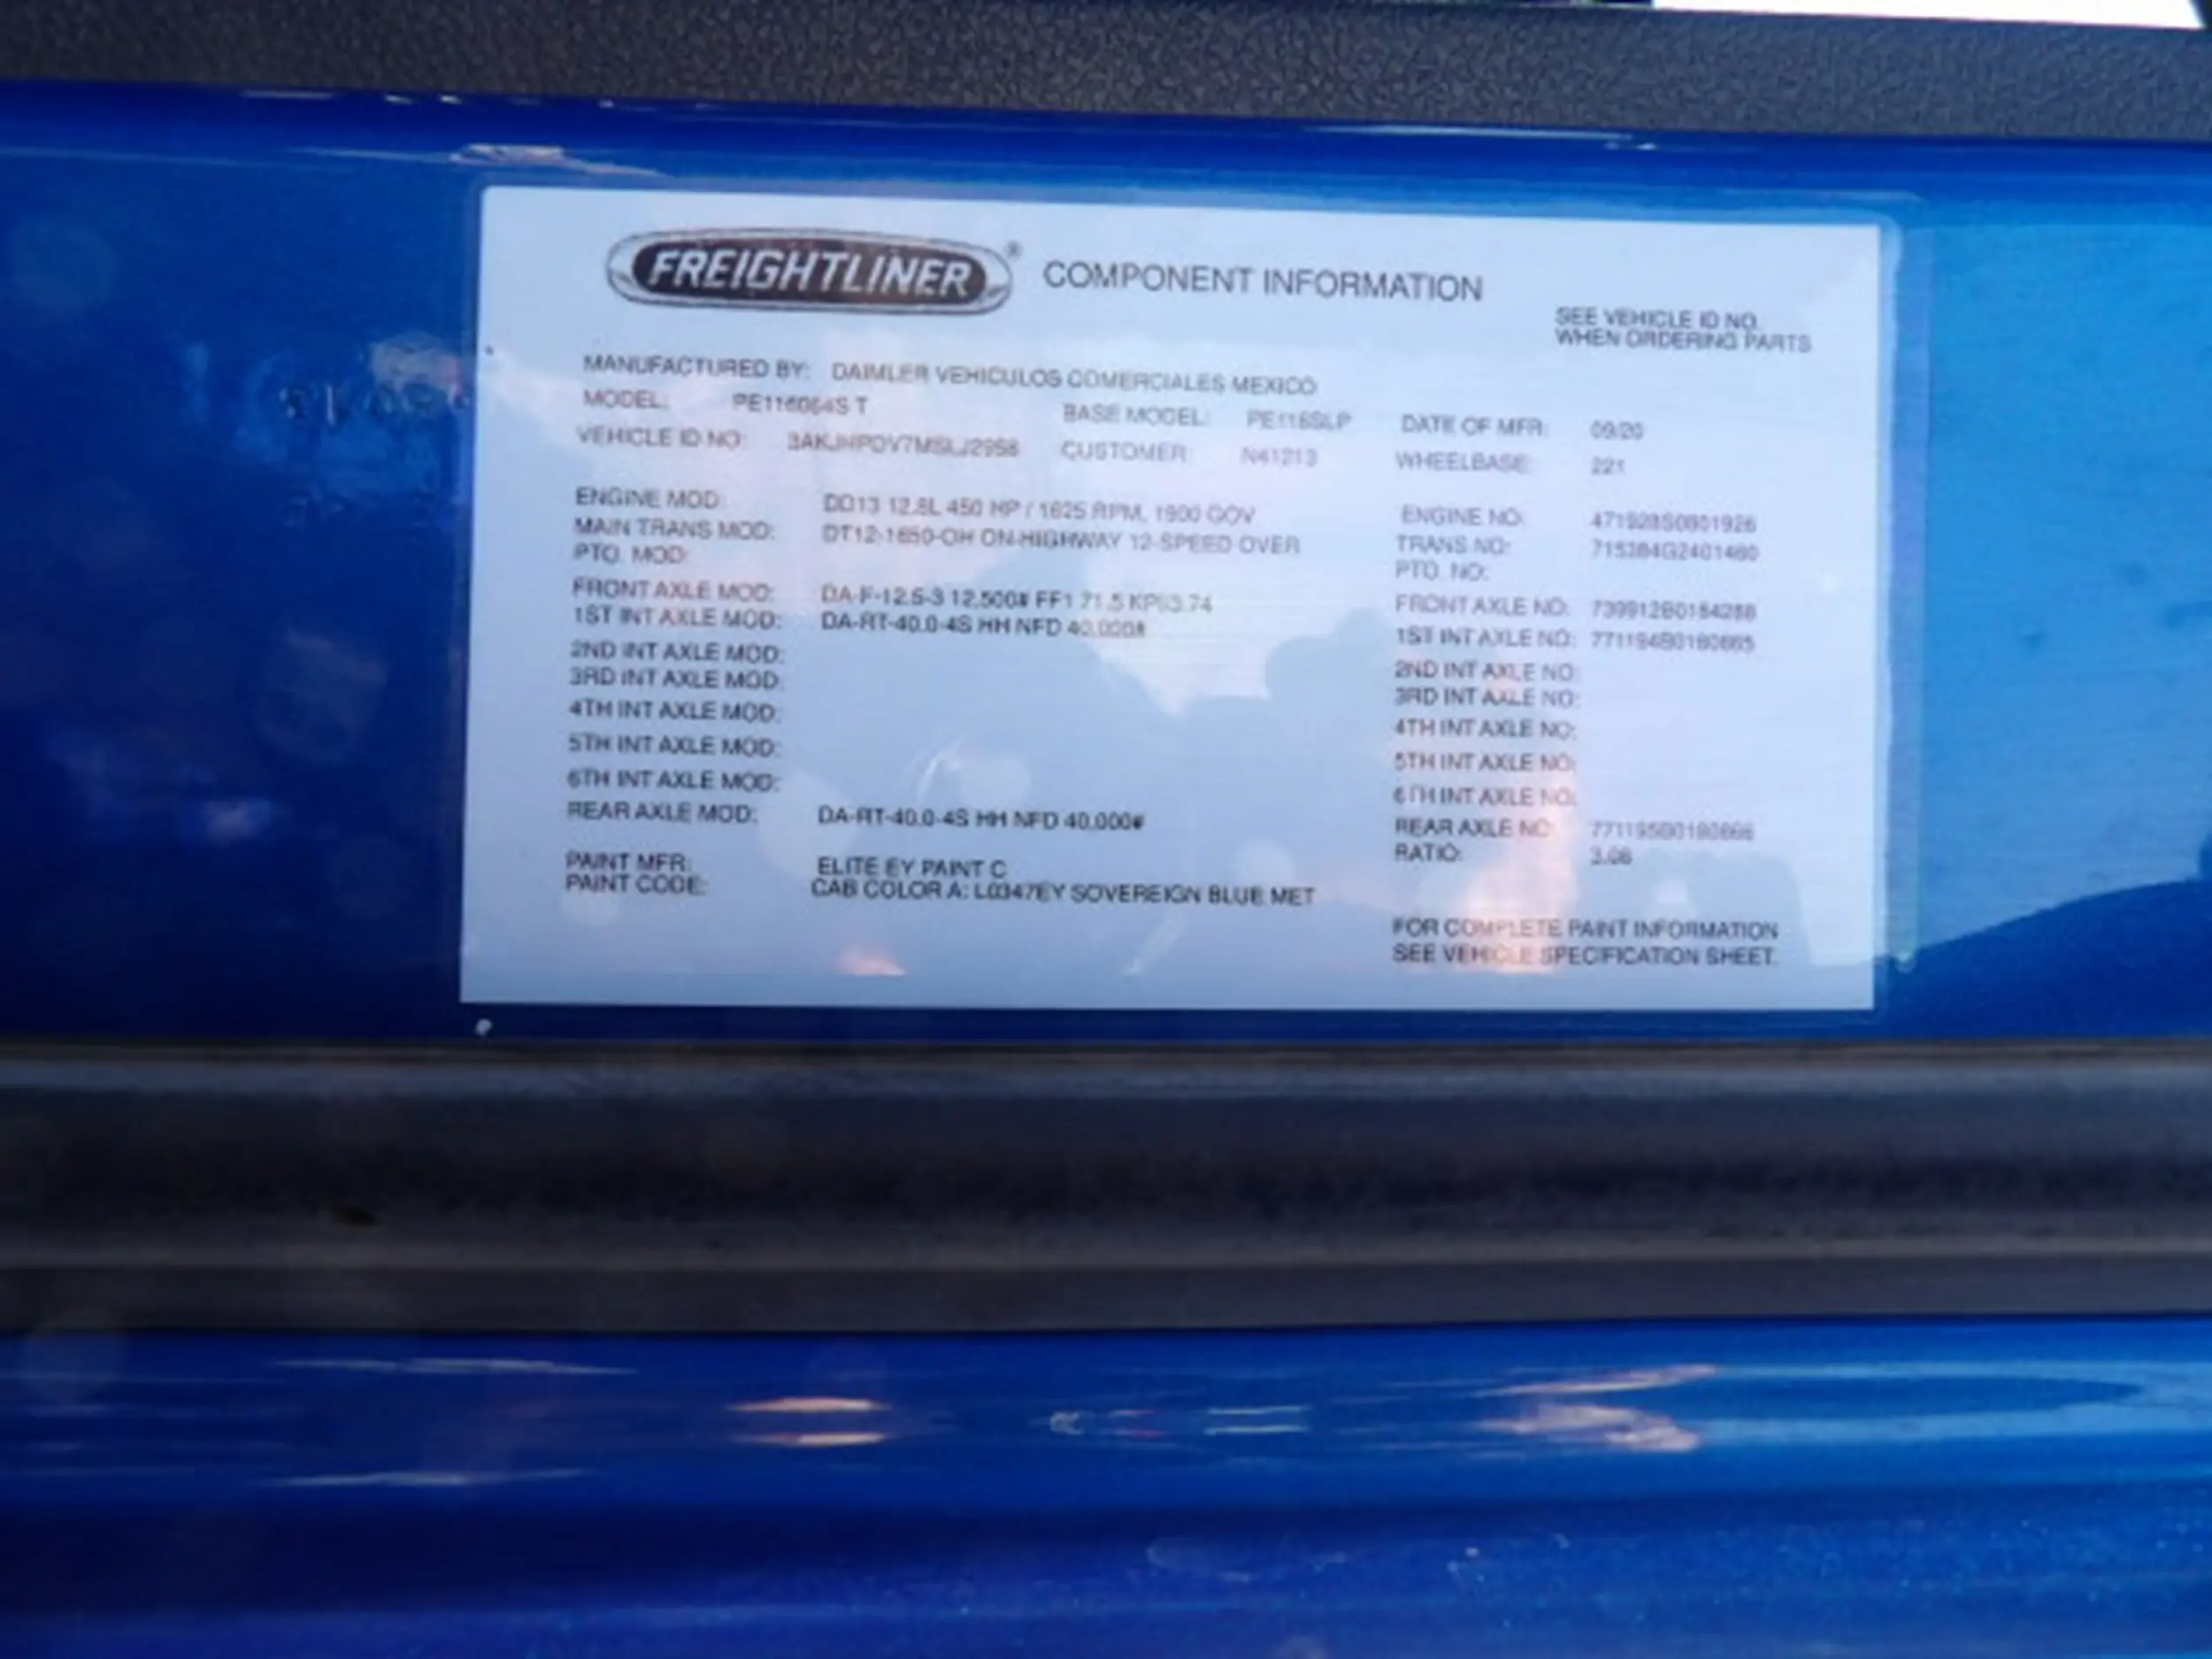 FREIGHTLINER® COMPONENT INFORMATION
SEE VEHICLE ID NO.
WHEN ORDERING PARTS
MANUFACTURED BY: DAIMLER VEHICULOS COMERCIALES MEXICO
MODEL: BASE MODEL: PE116SLP DATE OF MFR: 09/20
VEHICLE ID NO: CUSTOMER: N41213 WHEELBASE: 221
ENGINE MOD: DD13 12.8L 450 HP / 1625 RPM, 1900 GOV ENGINE NO:
MAIN TRANS MOD: DT12-1650-OH ON-HIGHWAY 12-SPEED OVER TRANS NO:
PTO. MOD: PTO. NO:
FRONT AXLE MOD: DA-F-12.5-3 12,500# FF1 71.5 FRONT AXLE NO:
1ST INT AXLE MOD: DA-RT-40.0-4S HH NFD 40,000# 1ST INT AXLE NO:
2ND INT AXLE MOD: 2ND INT AXLE NO:
3RD INT AXLE MOD: 3RD INT AXLE NO:
4TH INT AXLE MOD: 4TH INT AXLE NO:
5TH INT AXLE MOD: 5TH INT AXLE NO:
6TH INT AXLE MOD: 6TH INT AXLE NO:
REAR AXLE MOD: DA-RT-40.0-4S HH NFD 40,000# REAR AXLE NO:
RATIO:
PAINT MFR: ELITE EY PAINT C
PAINT CODE: CAB COLOR A: L0347EY SOVEREIGN BLUE MET
FOR COMPLETE PAINT INFORMATION
SEE VEHICLE SPECIFICATION SHEET.